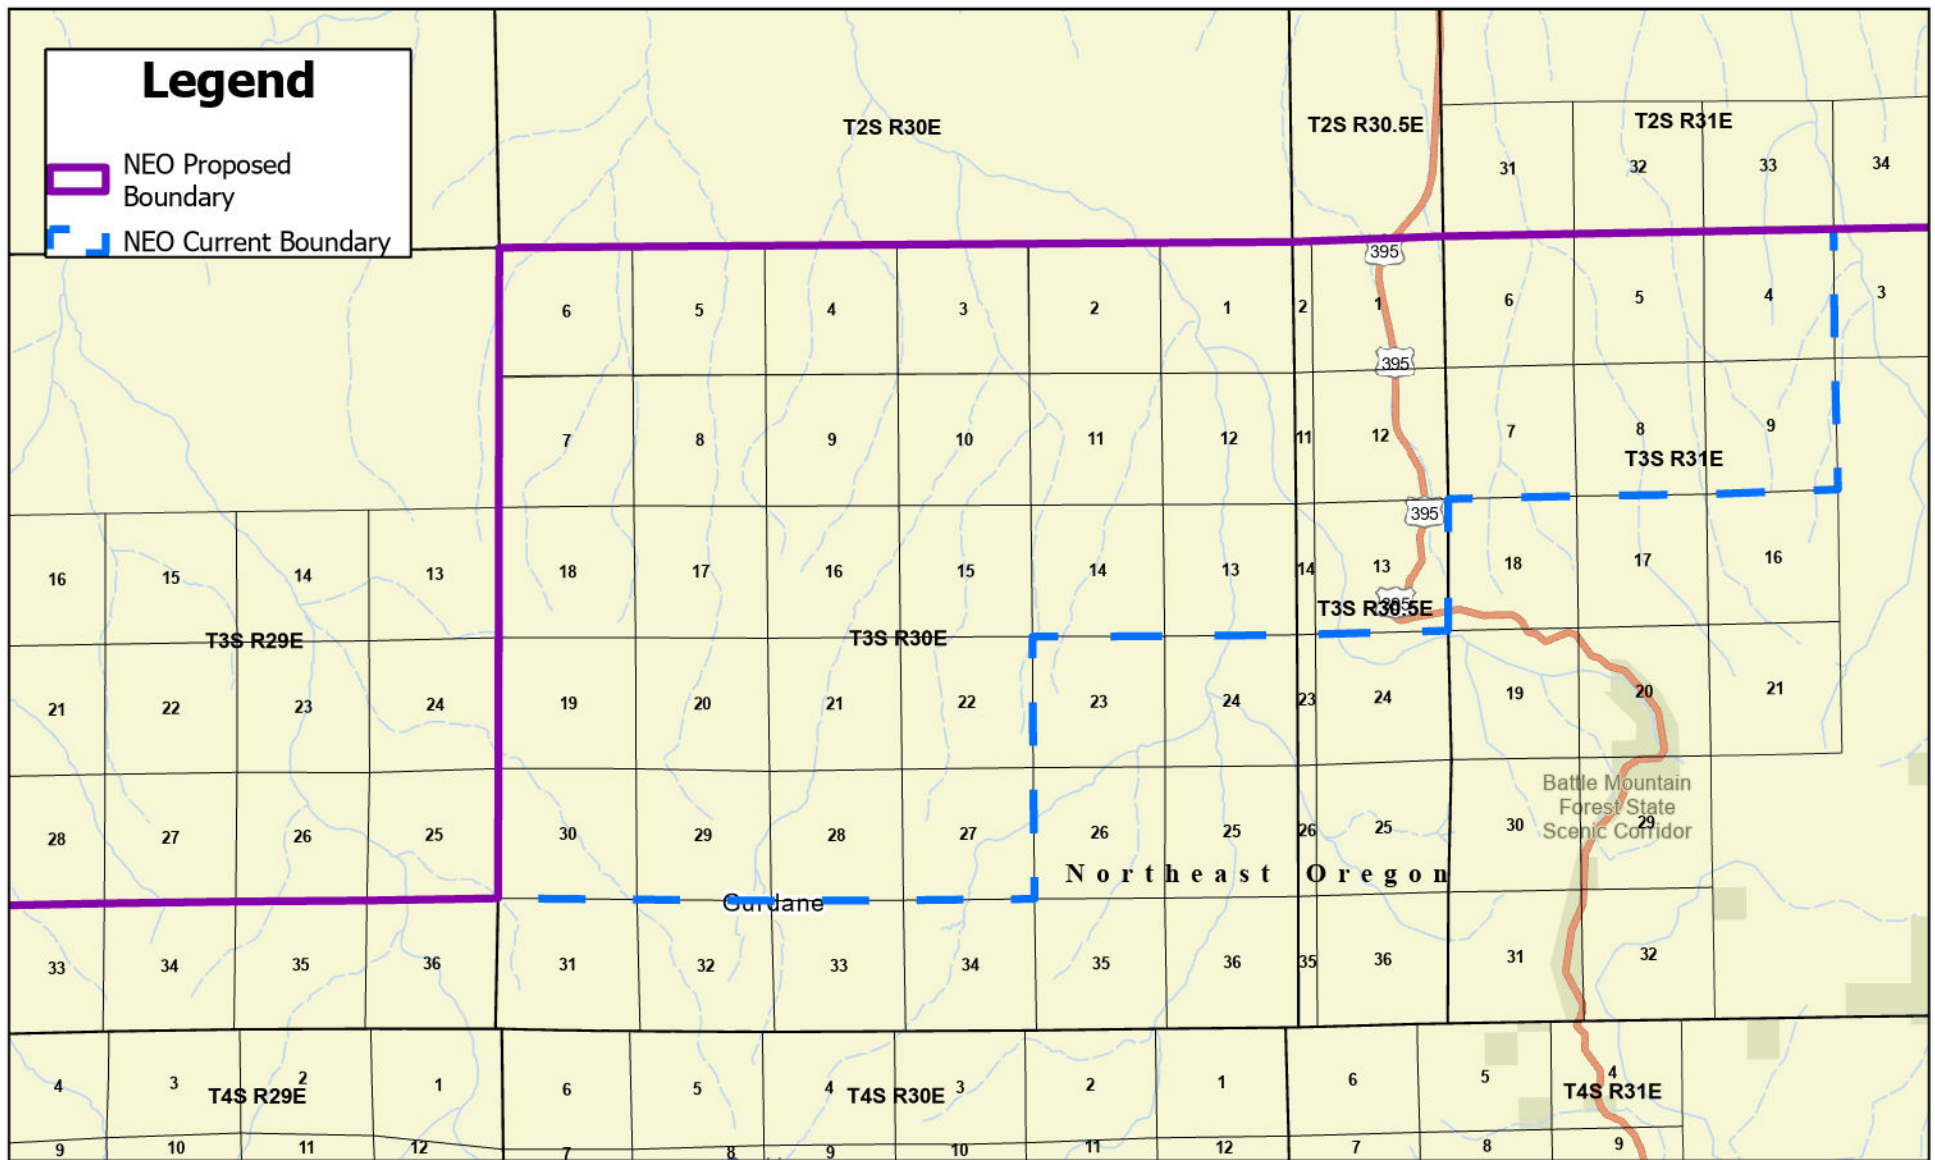 Legend
NEO Proposed
Boundary
NEO Current Boundary
T2S R30E
T2S R30.5E
T2S R31E
31 32 33 34
395
6 5 4 3 2 1 2 1 6 5 4 3
395
7 8 9 10 11 12 11 12 7 8 9
T3S R31E
395
16 15 14 13 18 17 16 15 14 13 14 13 18 17 16
395
T3S R29E T3S R30E T3S R30.5E
21 22 23 24 19 20 21 22 23 24 23 24 19 20 21
Battle Mountain
Forest State
Scenic Corridor
28 27 26 25 30 29 28 27 26 25 26 25 30 29
Northeast Oregon
Gurdane
33 34 35 36 31 32 33 34 35 36 35 36 31 32
4 3 2 1 6 5 4 3 2 1 6 5 4
T4S R29E T4S R30E T4S R31E
9 10 11 12 7 8 9 10 11 12 7 8 9